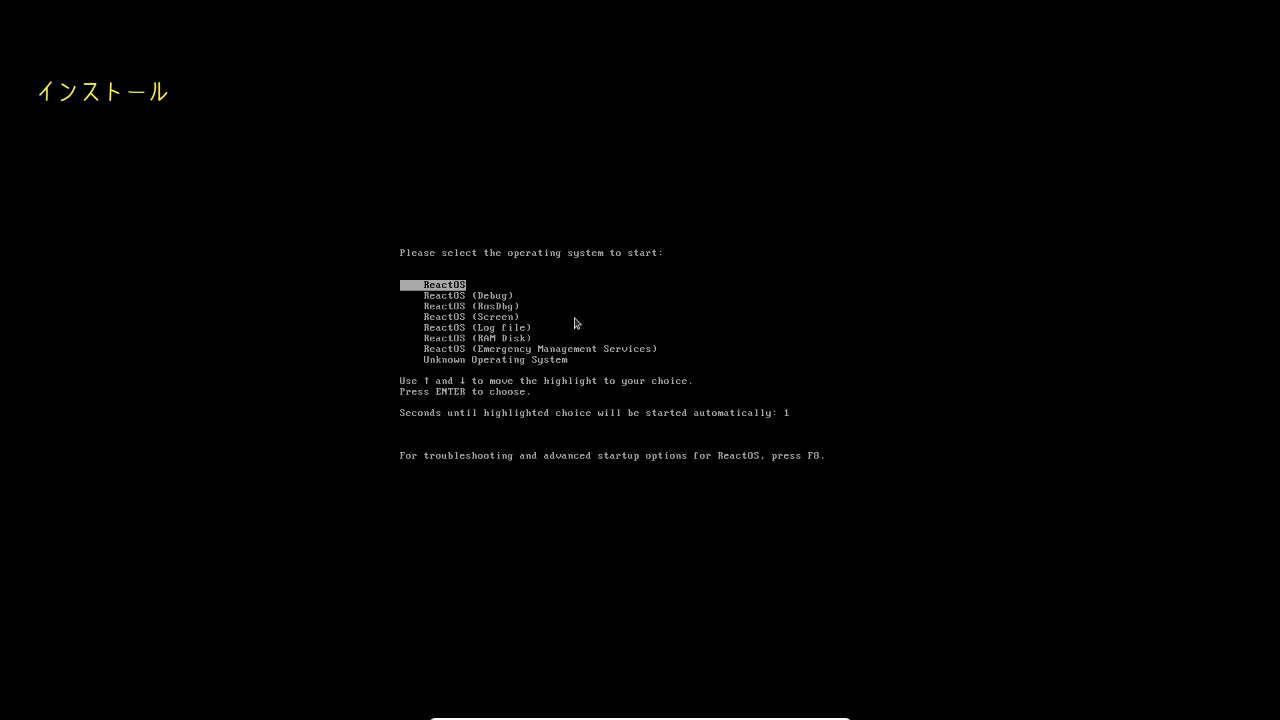 インストール
Please select the operating system to start:
ReactOS
ReactOS (Debug)
ReactOS (RosDbg)
ReactOS (Screen)
ReactOS (Log file)
ReactOS (RAM Disk)
ReactOS (Emergency Management Services)
Unknown Operating System
Use ↑ and ↓ to move the highlight to your choice.
Press ENTER to choose.
Seconds until highlighted choice will be started automatically: 1
For troubleshooting and advanced startup options for ReactOS, press F8.